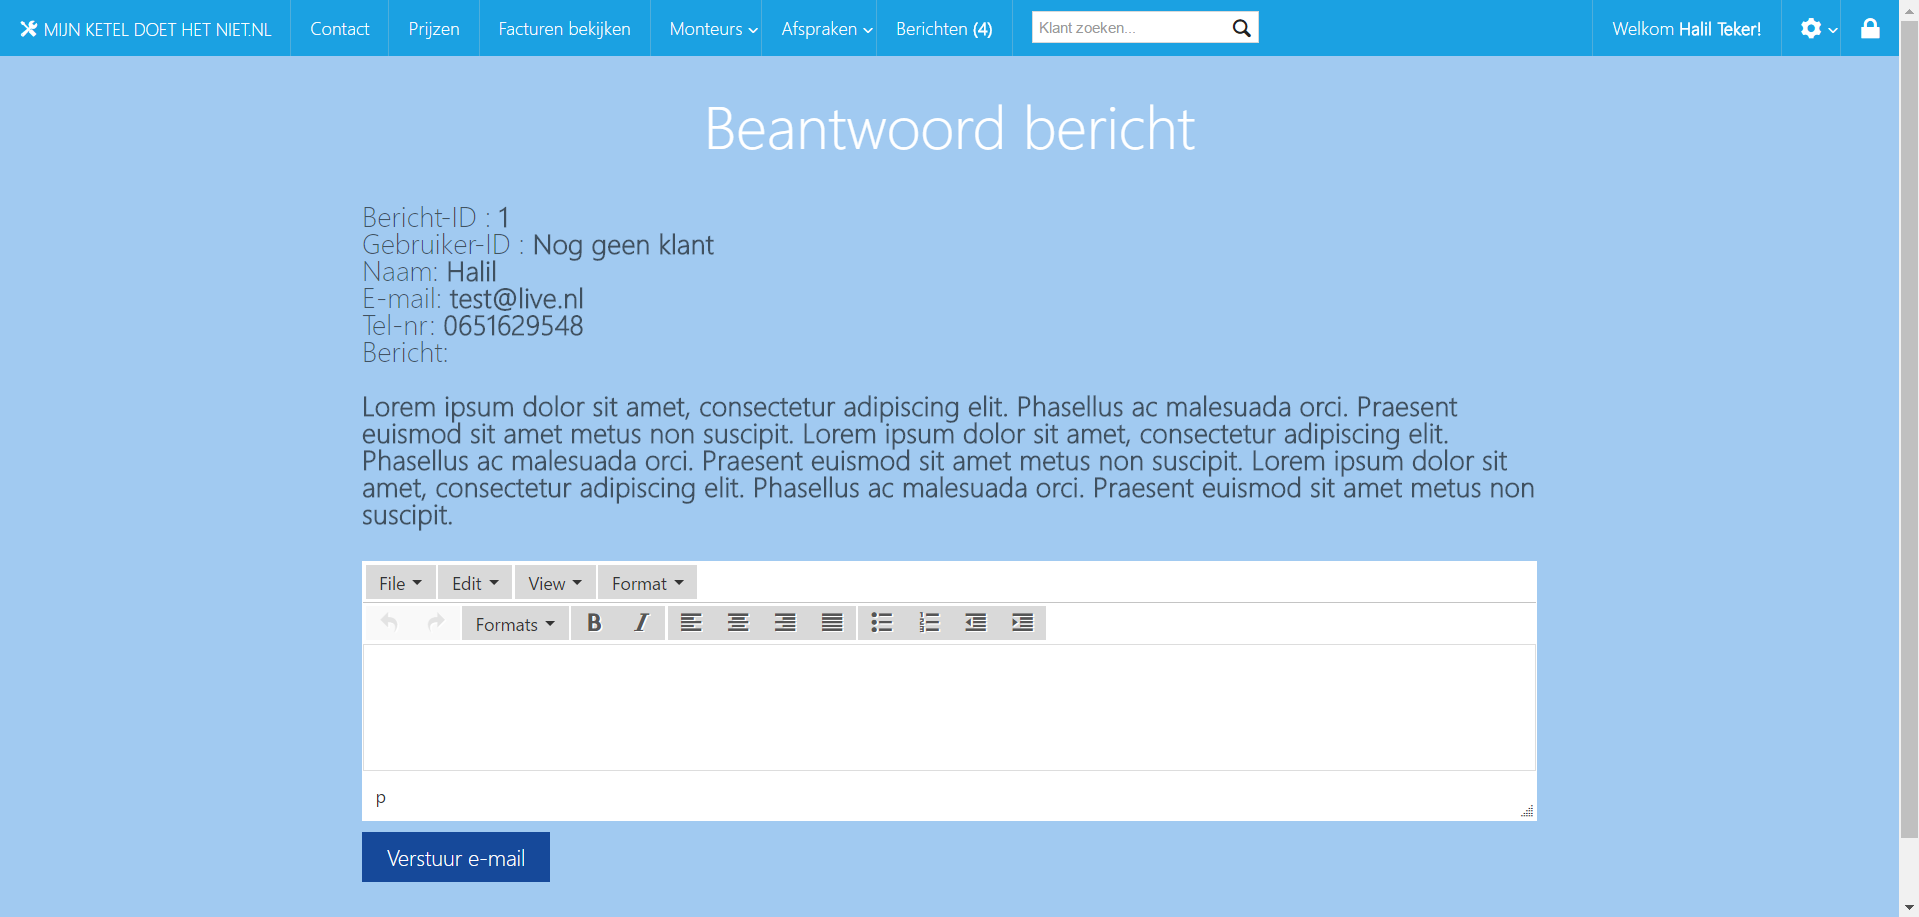 MIJN KETEL DOET HET NIET.NL Contact Prijzen Facturen bekijken Monteurs Afspraken Berichten (4) Klant zoeken... Welkom Halil Teker!
Beantwoord bericht
Bericht-ID : 1
Gebruiker-ID : Nog geen klant
Naam: Halil
E-mail: test@live.nl
Tel-nr: 0651629548
Bericht:
Lorem ipsum dolor sit amet, consectetur adipiscing elit. Phasellus ac malesuada orci. Praesent
euismod sit amet metus non suscipit. Lorem ipsum dolor sit amet, consectetur adipiscing elit.
Phasellus ac malesuada orci. Praesent euismod sit amet metus non suscipit. Lorem ipsum dolor sit
amet, consectetur adipiscing elit. Phasellus ac malesuada orci. Praesent euismod sit amet metus non
suscipit.
File Edit View Format
Formats B I
p
Verstuur e-mail